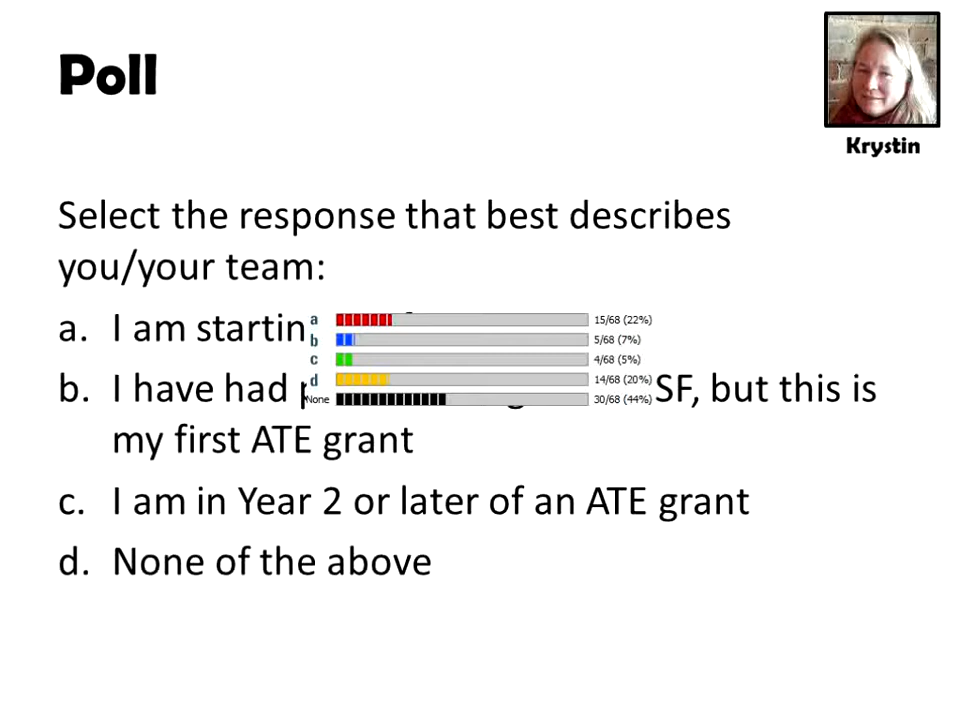 Poll
Krystin
Select the response that best describes
you/your team:
a. I am startin
a 15/68 (22%)
b 5/68 (7%)
c 4/68 (5%)
d 14/68 (20%)
None 30/68 (44%)
b. I have had SF, but this is
my first ATE grant
c. I am in Year 2 or later of an ATE grant
d. None of the above